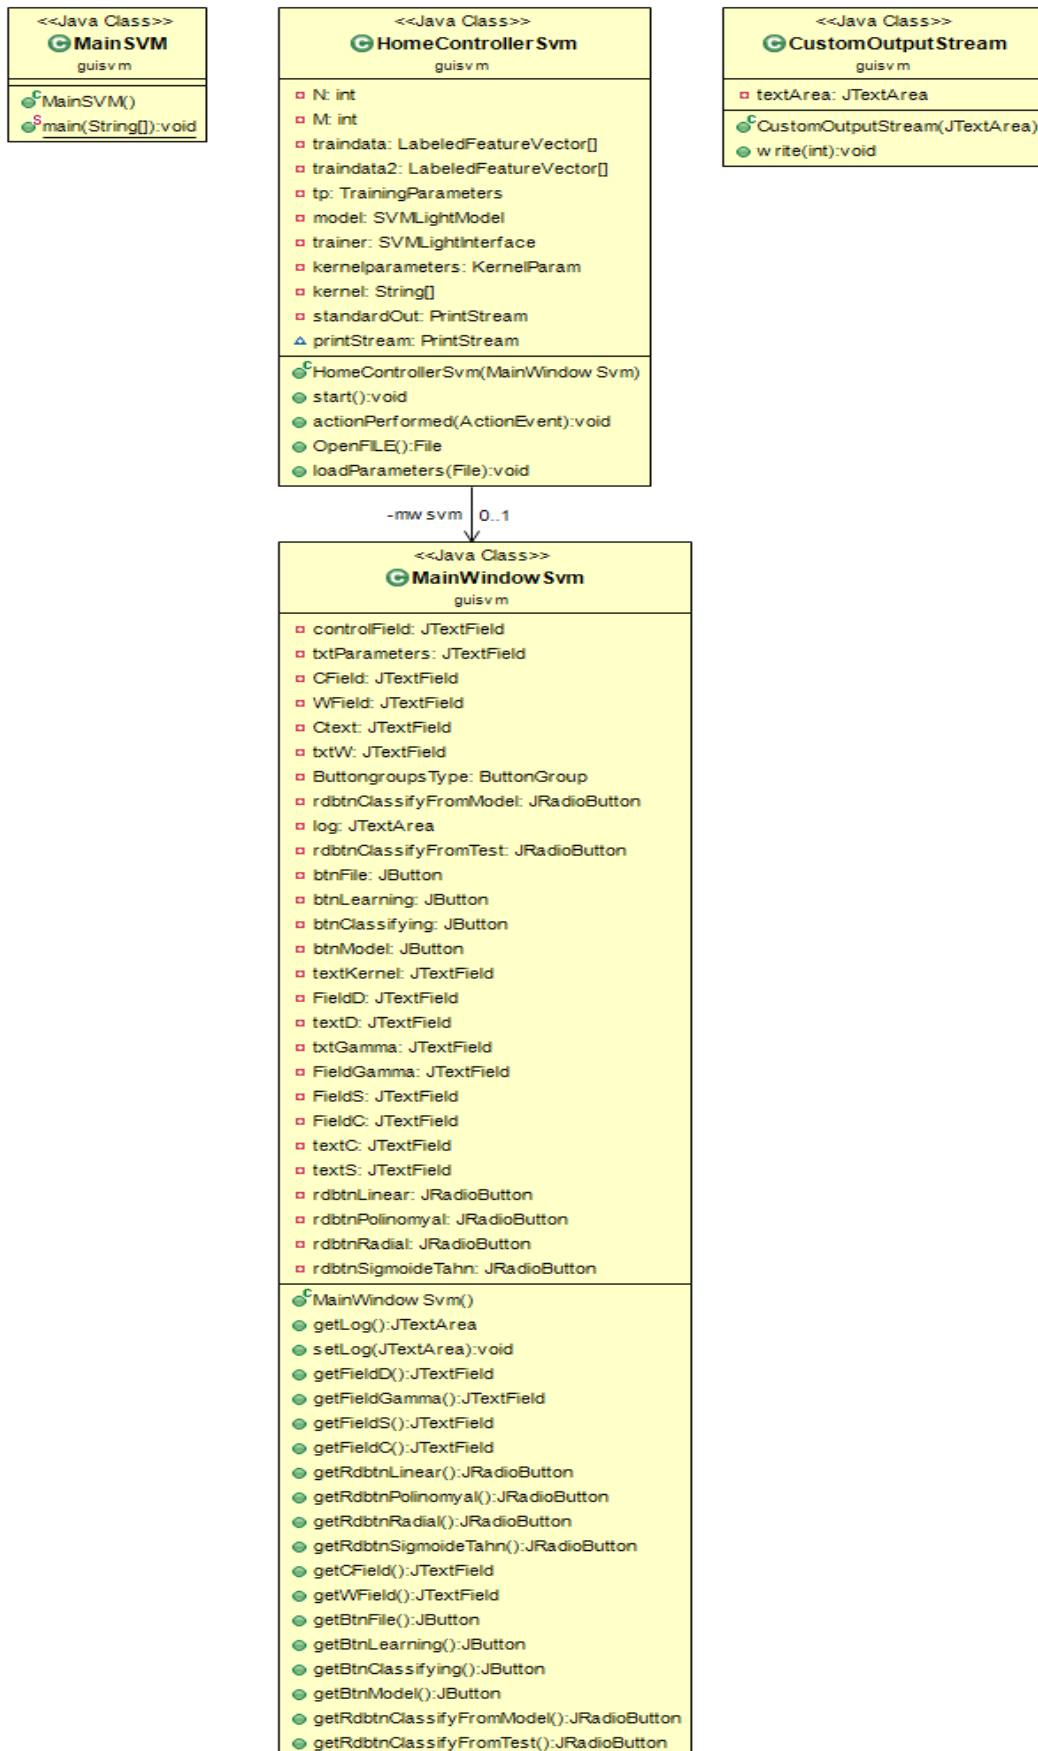 <<Java Class>>
MainSVM
guisvm
MainSVM()
main(String[]):void
<<Java Class>>
HomeControllerSvm
guisvm
N: int
M: int
traindata: LabeledFeatureVector[]
traindata2: LabeledFeatureVector[]
tp: TrainingParameters
model: SVMLightModel
trainer: SVMLightInterface
kernelparameters: KernelParam
kernel: String[]
standardOut: PrintStream
printStream: PrintStream
HomeControllerSvm(MainWindowSvm)
start():void
actionPerformed(ActionEvent):void
OpenFILE():File
loadParameters(File):void
<<Java Class>>
CustomOutputStream
guisvm
textArea: JTextArea
CustomOutputStream(JTextArea)
write(int):void
-mwsvm 0..1
<<Java Class>>
MainWindowSvm
guisvm
controlField: JTextField
txtParameters: JTextField
CField: JTextField
WField: JTextField
Ctext: JTextField
txtW: JTextField
ButtongroupsType: ButtonGroup
rdbtnClassifyFromModel: JRadioButton
log: JTextArea
rdbtnClassifyFromTest: JRadioButton
btnFile: JButton
btnLearning: JButton
btnClassifying: JButton
btnModel: JButton
textKernel: JTextField
FieldD: JTextField
textD: JTextField
txtGamma: JTextField
FieldGamma: JTextField
FieldS: JTextField
FieldC: JTextField
textC: JTextField
textS: JTextField
rdbtnLinear: JRadioButton
rdbtnPolinomyal: JRadioButton
rdbtnRadial: JRadioButton
rdbtnSigmoideTahn: JRadioButton
MainWindowSvm()
getLog():JTextArea
setLog(JTextArea):void
getFieldD():JTextField
getFieldGamma():JTextField
getFieldS():JTextField
getFieldC():JTextField
getRdbtnLinear():JRadioButton
getRdbtnPolinomyal():JRadioButton
getRdbtnRadial():JRadioButton
getRdbtnSigmoideTahn():JRadioButton
getCField():JTextField
getWField():JTextField
getBtnFile():JButton
getBtnLearning():JButton
getBtnClassifying():JButton
getBtnModel():JButton
getRdbtnClassifyFromModel():JRadioButton
getRdbtnClassifyFromTest():JRadioButton